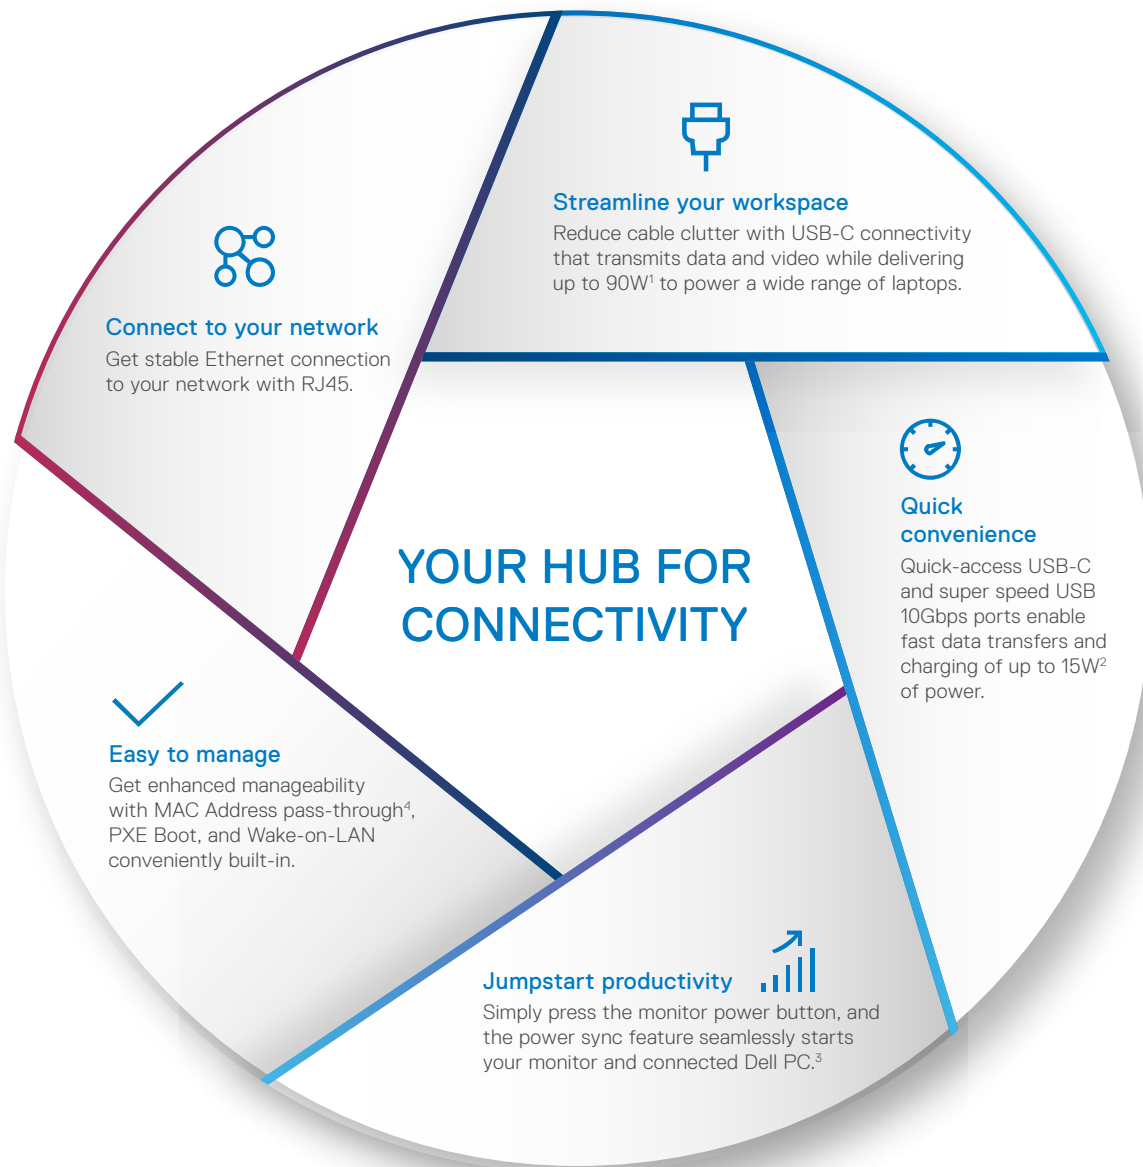 Streamline your workspace
Reduce cable clutter with USB-C connectivity
that transmits data and video while delivering
up to 90W¹ to power a wide range of laptops.
Connect to your network
Get stable Ethernet connection
to your network with RJ45.
YOUR HUB FOR
CONNECTIVITY
Quick
convenience
Quick-access USB-C
and super speed USB
10Gbps ports enable
fast data transfers and
charging of up to 15W²
of power.
Easy to manage
Get enhanced manageability
with MAC Address pass-through⁴,
PXE Boot, and Wake-on-LAN
conveniently built-in.
Jumpstart productivity
Simply press the monitor power button, and
the power sync feature seamlessly starts
your monitor and connected Dell PC.³